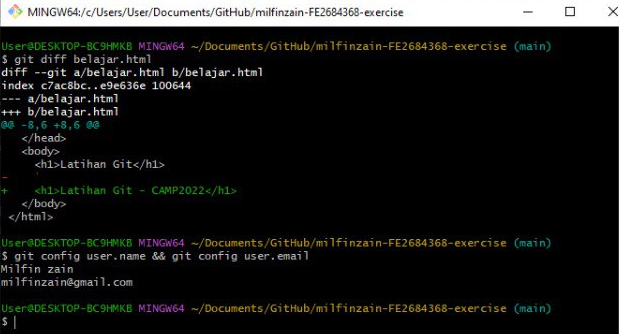 MINGW64:/c/Users/User/Documents/GitHub/milfinzain-FE2684368-exercise
User@DESKTOP-BC9HMKB MINGW64 ~/Documents/GitHub/milfinzain-FE2684368-exercise (main)
$ git diff belajar.html
diff --git a/belajar.html b/belajar.html
index c7ac8bc..e9e636e 100644
--- a/belajar.html
+++ b/belajar.html
@@ -8,6 +8,6 @@
</head>
<body>
<h1>Latihan Git</h1>
- '
+ <h1>Latihan Git - CAMP2022</h1>
</body>
</html>
User@DESKTOP-BC9HMKB MINGW64 ~/Documents/GitHub/milfinzain-FE2684368-exercise (main)
$ git config user.name && git config user.email
Milfin zain
milfinzain@gmail.com
User@DESKTOP-BC9HMKB MINGW64 ~/Documents/GitHub/milfinzain-FE2684368-exercise (main)
$